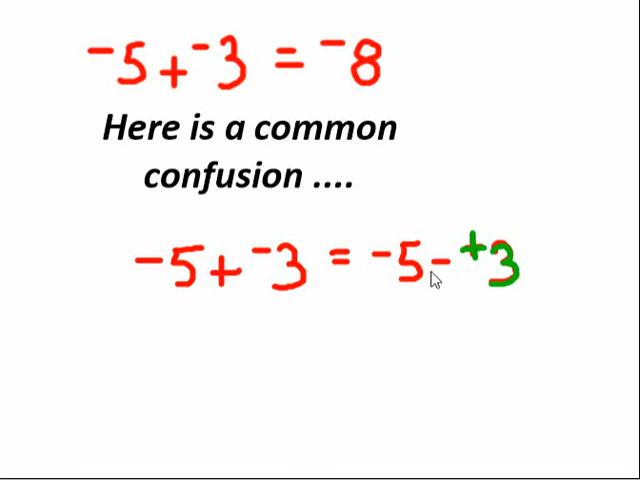 ⁻5 + ⁻3 = ⁻8
Here is a common
confusion ....
⁻5 + ⁻3 = ⁻5 - ⁺3